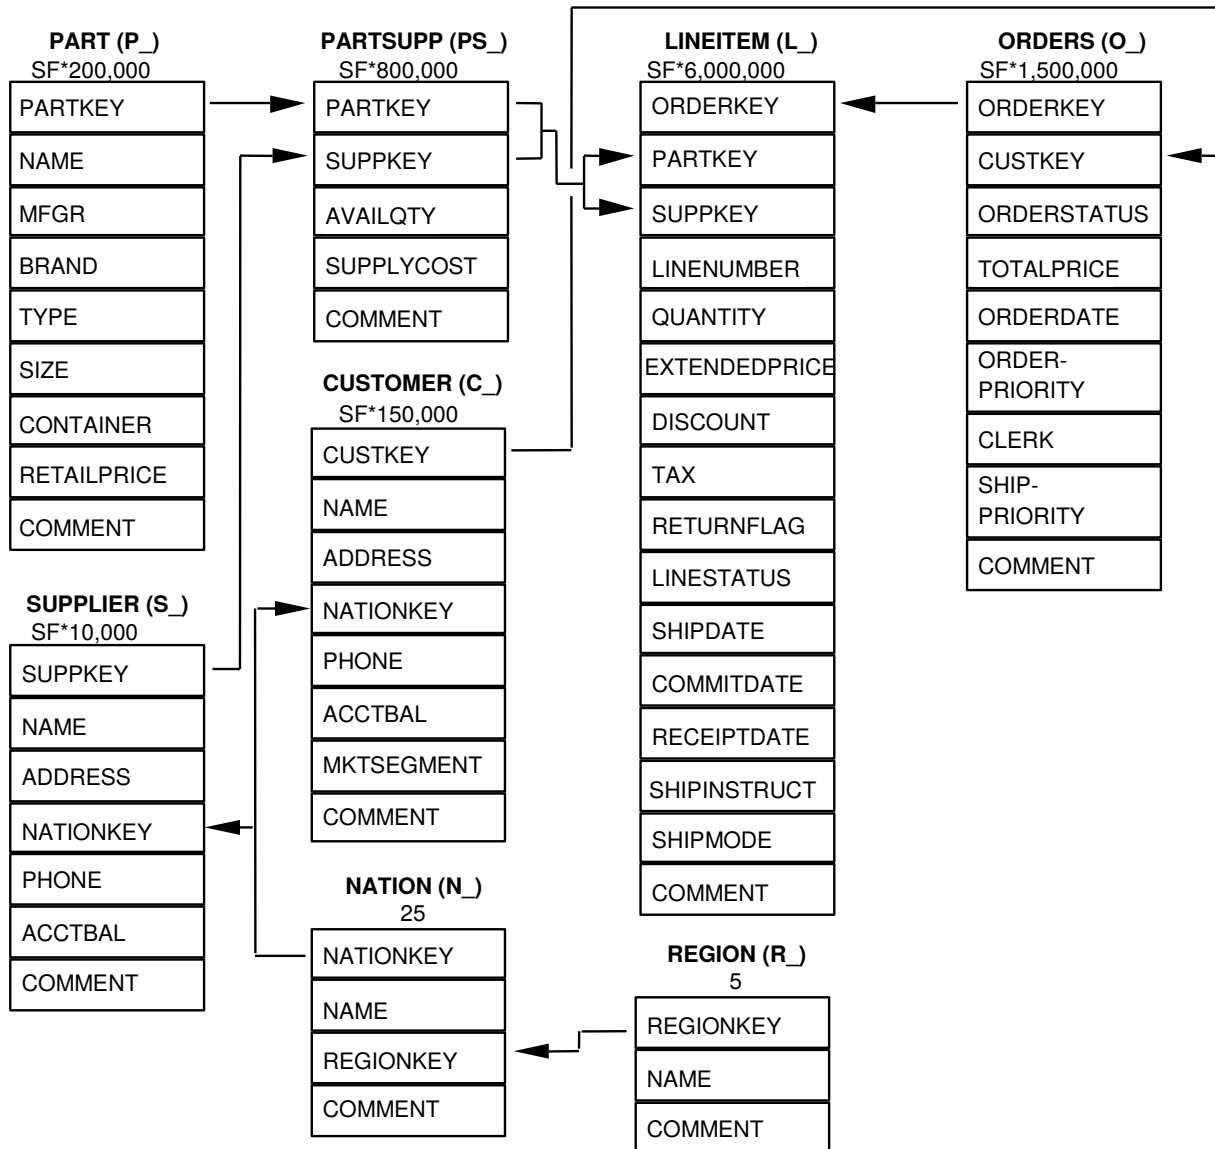 PART (P_)
SF*200,000
PARTKEY
NAME
MFGR
BRAND
TYPE
SIZE
CONTAINER
RETAILPRICE
COMMENT
SUPPLIER (S_)
SF*10,000
SUPPKEY
NAME
ADDRESS
NATIONKEY
PHONE
ACCTBAL
COMMENT
PARTSUPP (PS_)
SF*800,000
PARTKEY
SUPPKEY
AVAILQTY
SUPPLYCOST
COMMENT
CUSTOMER (C_)
SF*150,000
CUSTKEY
NAME
ADDRESS
NATIONKEY
PHONE
ACCTBAL
MKTSEGMENT
COMMENT
NATION (N_)
25
NATIONKEY
NAME
REGIONKEY
COMMENT
LINEITEM (L_)
SF*6,000,000
ORDERKEY
PARTKEY
SUPPKEY
LINENUMBER
QUANTITY
EXTENDEDPRICE
DISCOUNT
TAX
RETURNFLAG
LINESTATUS
SHIPDATE
COMMITDATE
RECEIPTDATE
SHIPINSTRUCT
SHIPMODE
COMMENT
REGION (R_)
5
REGIONKEY
NAME
COMMENT
ORDERS (O_)
SF*1,500,000
ORDERKEY
CUSTKEY
ORDERSTATUS
TOTALPRICE
ORDERDATE
ORDER-
PRIORITY
CLERK
SHIP-
PRIORITY
COMMENT